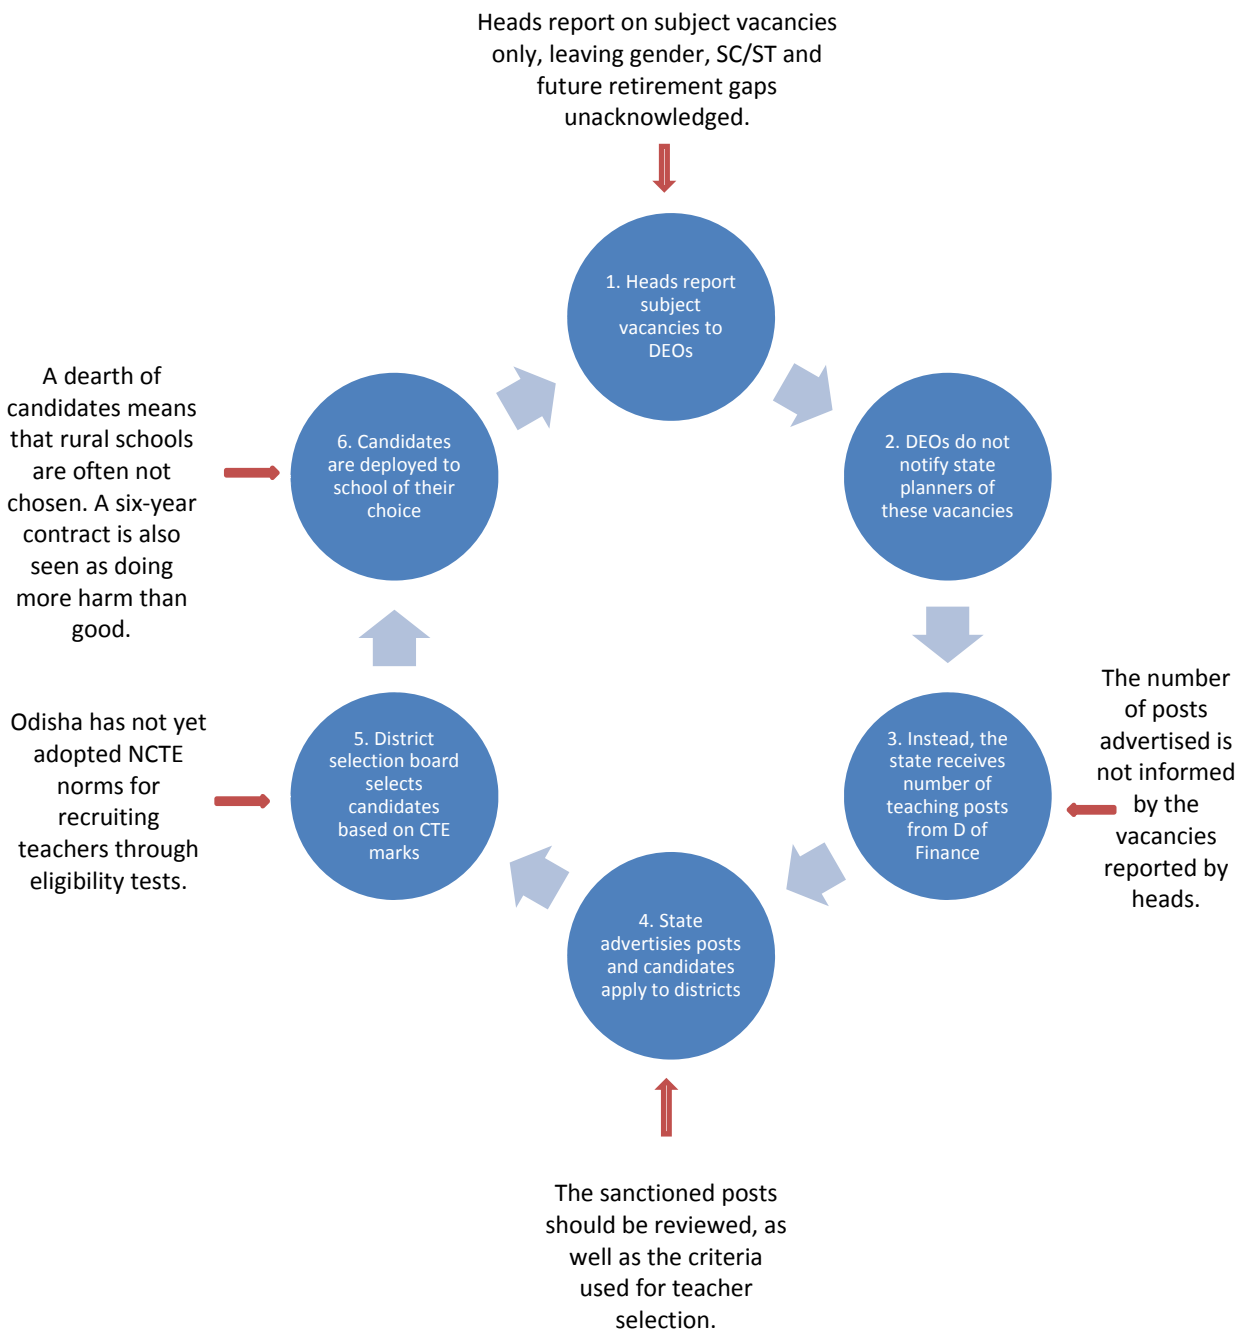 Heads report on subject vacancies
only, leaving gender, SC/ST and
future retirement gaps
unacknowledged.
1. Heads report
subject
vacancies to
DEOs
2. DEOs do not
notify state
planners of
these vacancies
3. Instead, the
state receives
number of
teaching posts
from D of
Finance
The number
of posts
advertised is
not informed
by the
vacancies
reported by
heads.
4. State
advertisies posts
and candidates
apply to districts
The sanctioned posts
should be reviewed, as
well as the criteria
used for teacher
selection.
5. District
selection board
selects
candidates
based on CTE
marks
Odisha has not yet
adopted NCTE
norms for
recruiting
teachers through
eligibility tests.
6. Candidates
are deployed to
school of their
choice
A dearth of
candidates means
that rural schools
are often not
chosen. A six-year
contract is also
seen as doing
more harm than
good.